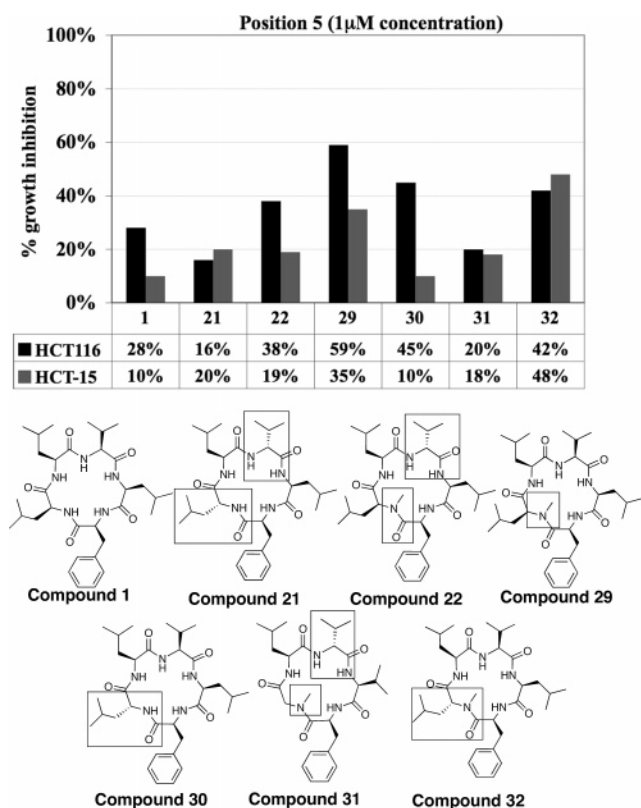 Position 5 (1µM concentration)
% growth inhibition
100%
80%
60%
40%
20%
0%
1 21 22 29 30 31 32
HCT116 28% 16% 38% 59% 45% 20% 42%
HCT-15 10% 20% 19% 35% 10% 18% 48%
Compound 1
Compound 21
Compound 22
Compound 29
Compound 30
Compound 31
Compound 32